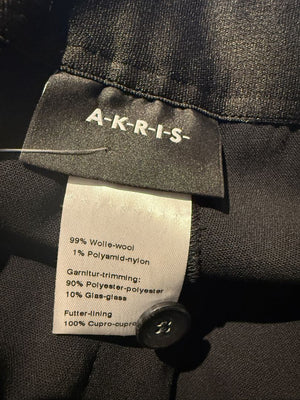 A-K-R-I-S-
99% Wolle-wool
1% Polyamid-nylon
Garnitur-trimming:
90% Polyester-polyester
10% Glas-glass
Futter-lining
100% Cupro-cupro